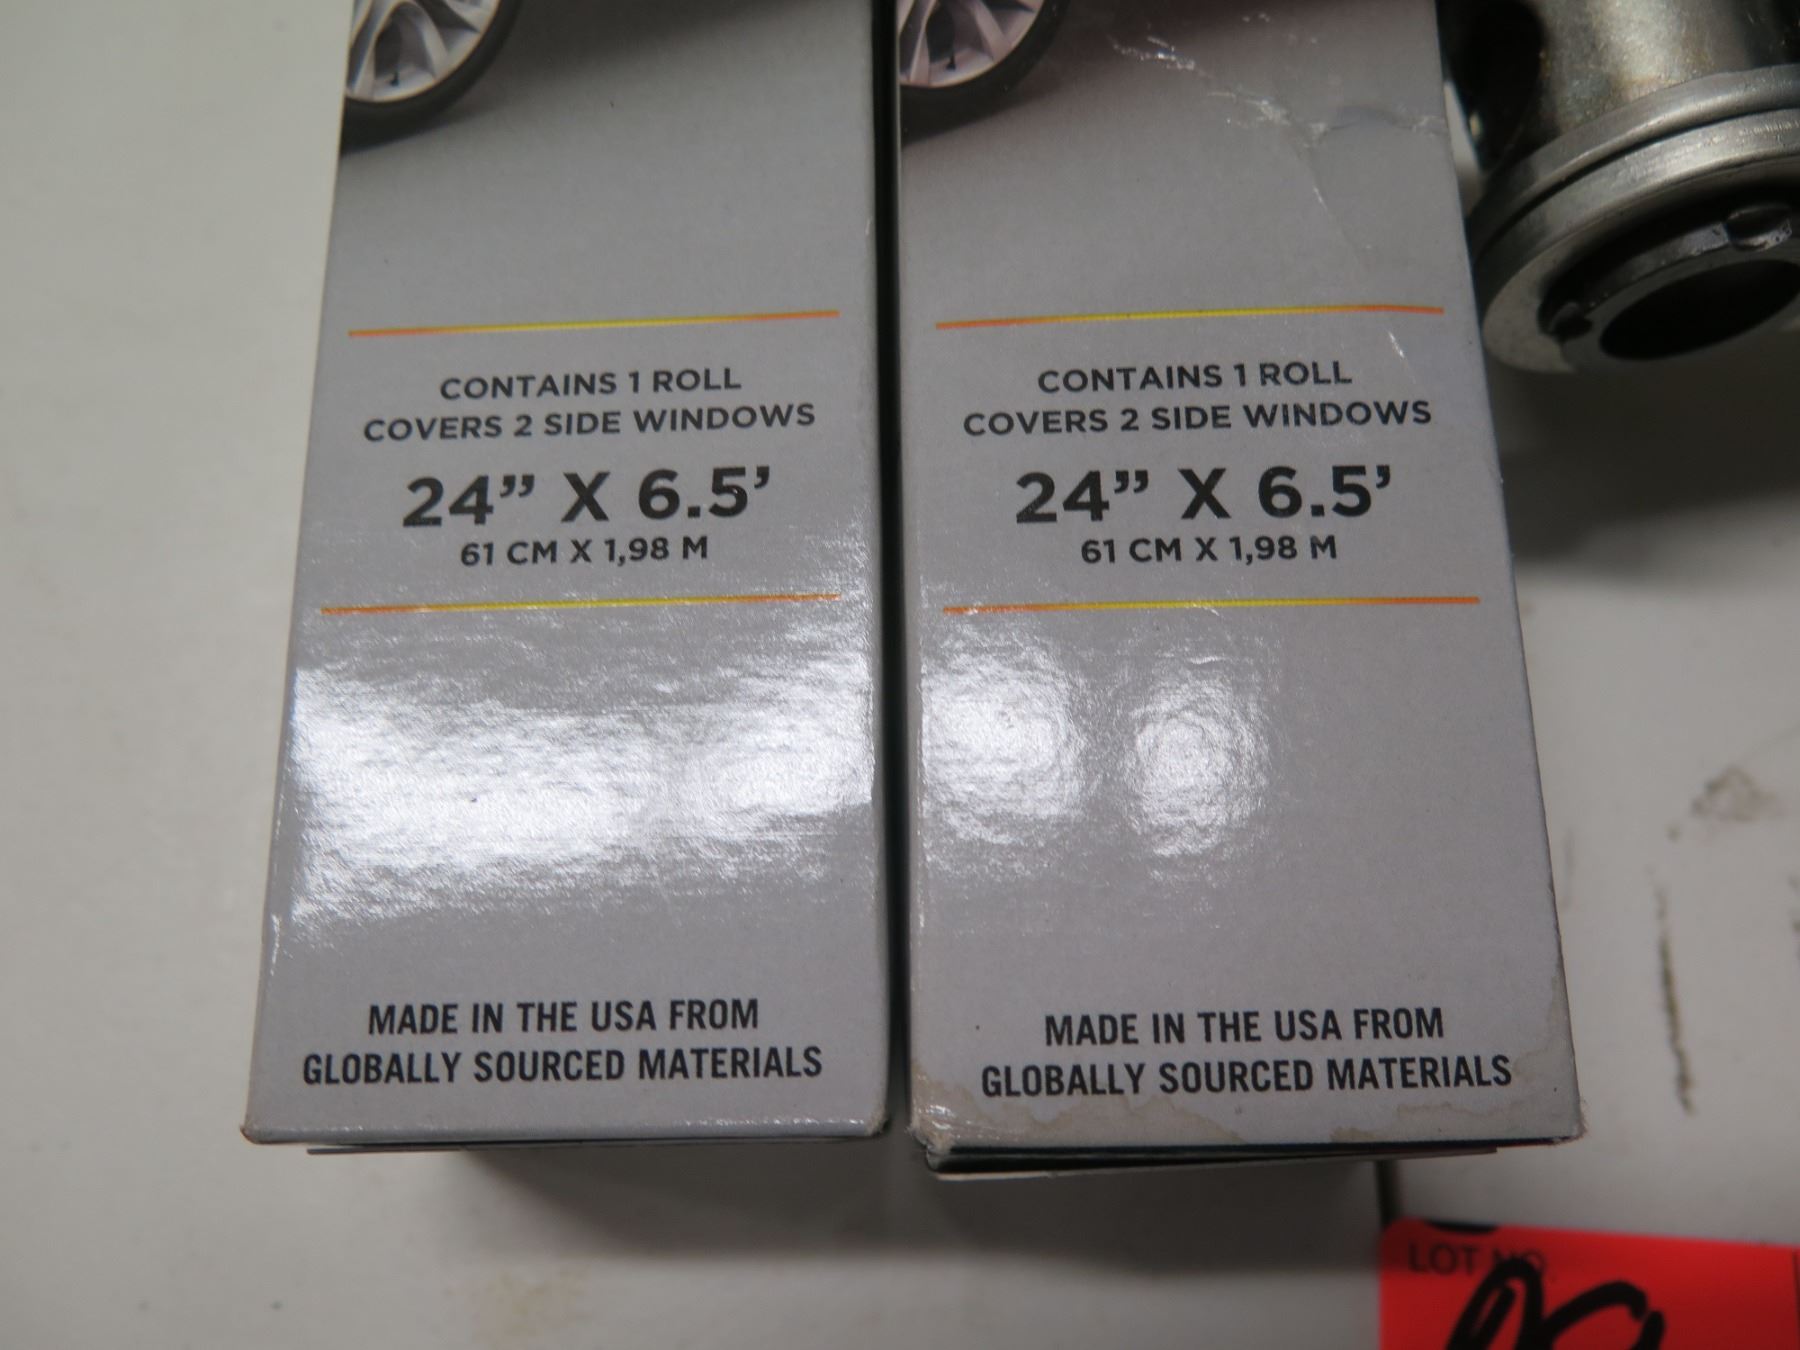 CONTAINS 1 ROLL
COVERS 2 SIDE WINDOWS
24” X 6.5’
61 CM X 1,98 M
MADE IN THE USA FROM
GLOBALLY SOURCED MATERIALS
CONTAINS 1 ROLL
COVERS 2 SIDE WINDOWS
24” X 6.5’
61 CM X 1,98 M
MADE IN THE USA FROM
GLOBALLY SOURCED MATERIALS
LOT NO.